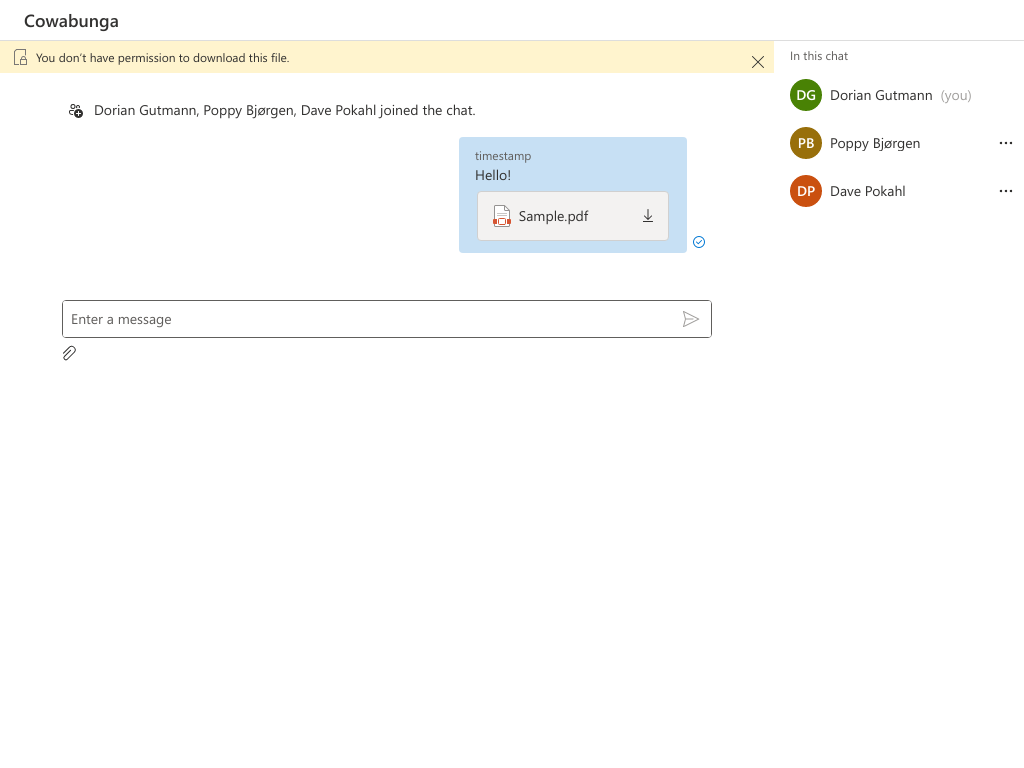 Cowabunga
You don't have permission to download this file.
Dorian Gutmann, Poppy Bjørgen, Dave Pokahl joined the chat.
timestamp
Hello!
Sample.pdf
Enter a message
In this chat
DG Dorian Gutmann (you)
PB Poppy Bjørgen
DP Dave Pokahl